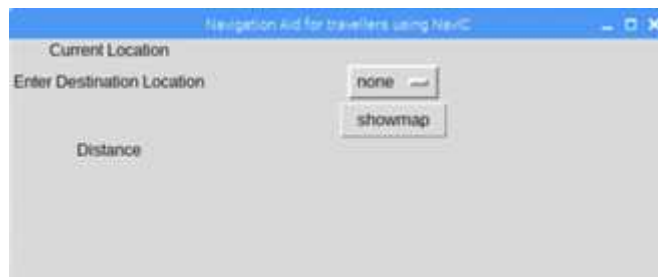 Navigation Aid for travellers using NavIC
Current Location
Enter Destination Location none
showmap
Distance